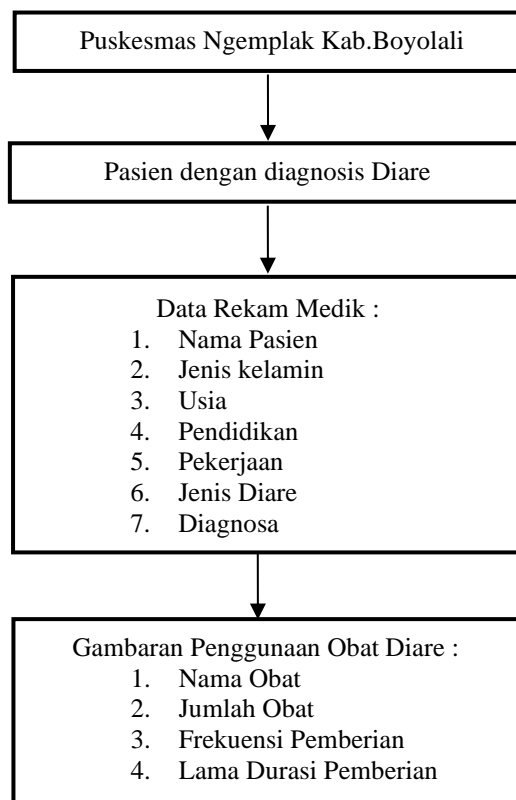 Puskesmas Ngemplak Kab.Boyolali
Pasien dengan diagnosis Diare
Data Rekam Medik :
1. Nama Pasien
2. Jenis kelamin
3. Usia
4. Pendidikan
5. Pekerjaan
6. Jenis Diare
7. Diagnosa
Gambaran Penggunaan Obat Diare :
1. Nama Obat
2. Jumlah Obat
3. Frekuensi Pemberian
4. Lama Durasi Pemberian